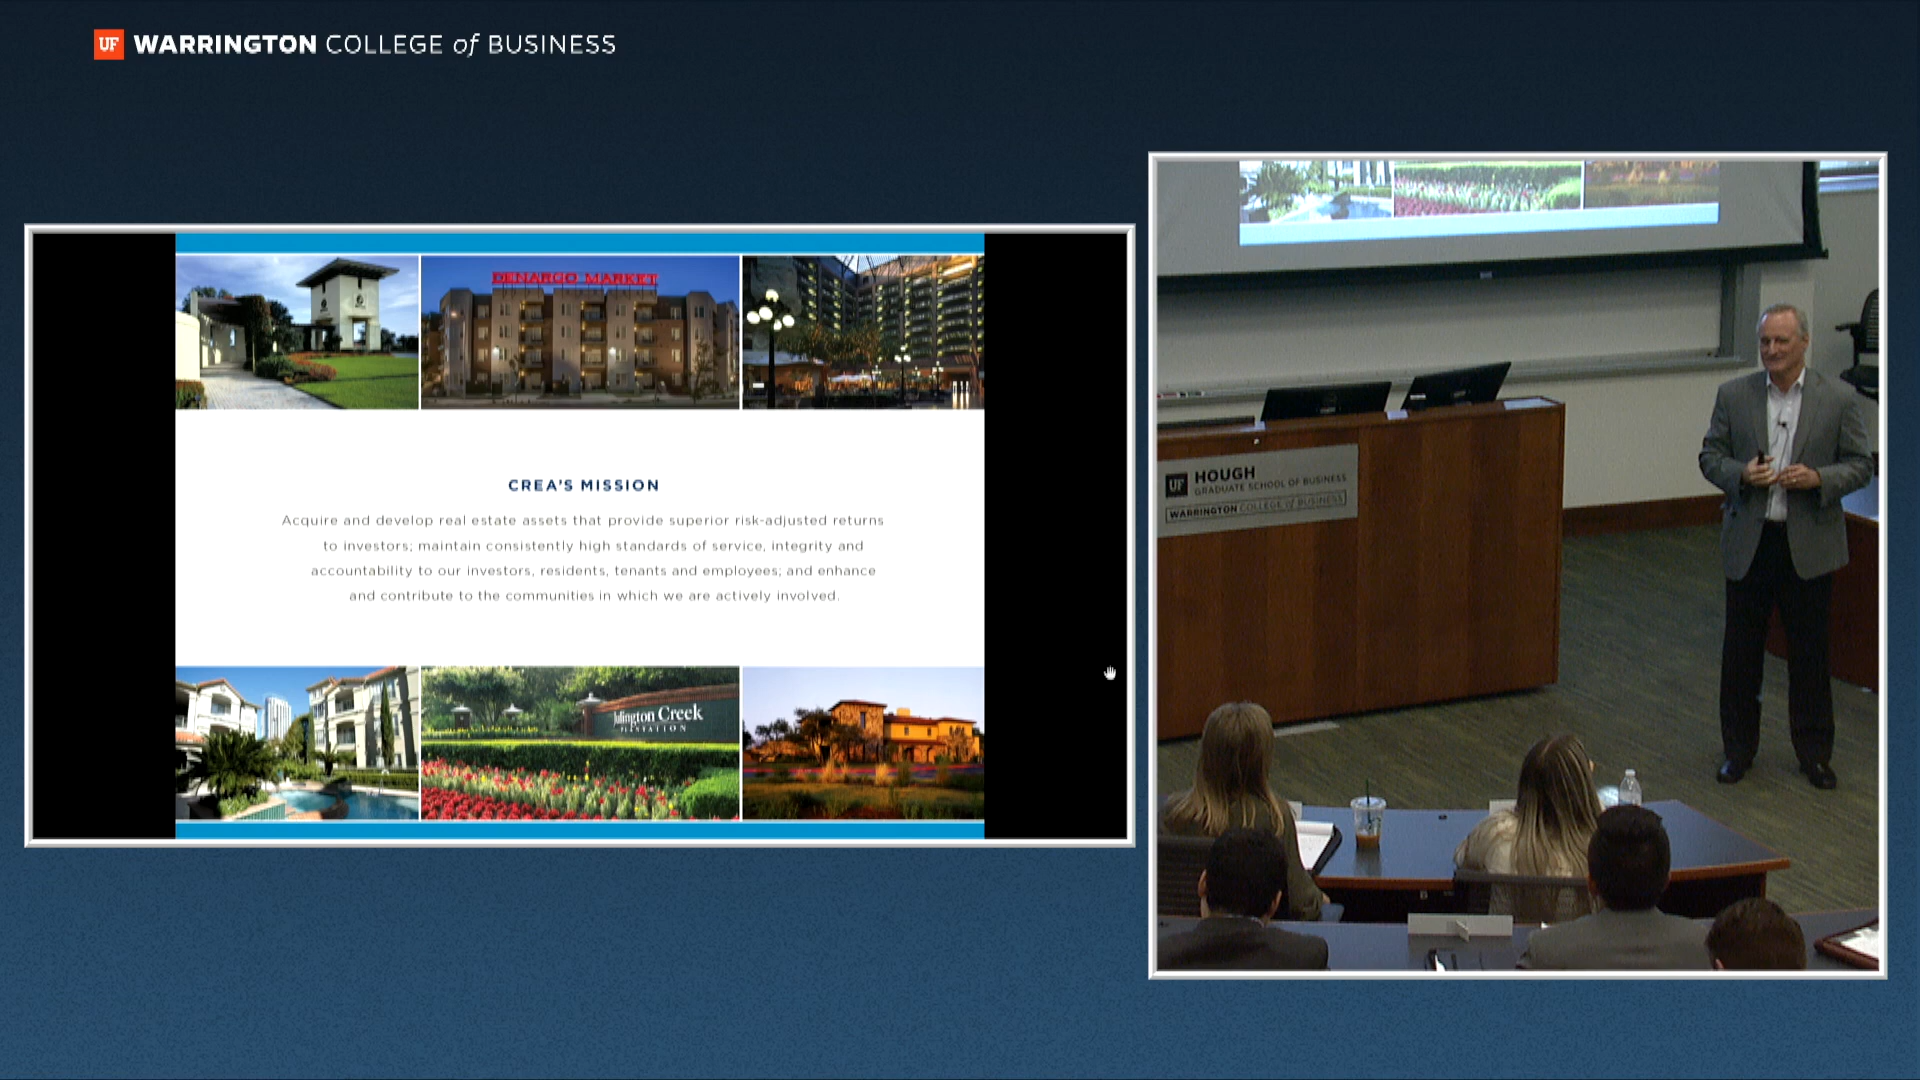 UF WARRINGTON COLLEGE of BUSINESS
DENARGO MARKET
CREA'S MISSION
Acquire and develop real estate assets that provide superior risk-adjusted returns
to investors; maintain consistently high standards of service, integrity and
accountability to our investors, residents, tenants and employees; and enhance
and contribute to the communities in which we are actively involved.
Julington Creek
PLANTATION
UF HOUGH
GRADUATE SCHOOL OF BUSINESS
WARRINGTON COLLEGE of BUSINESS